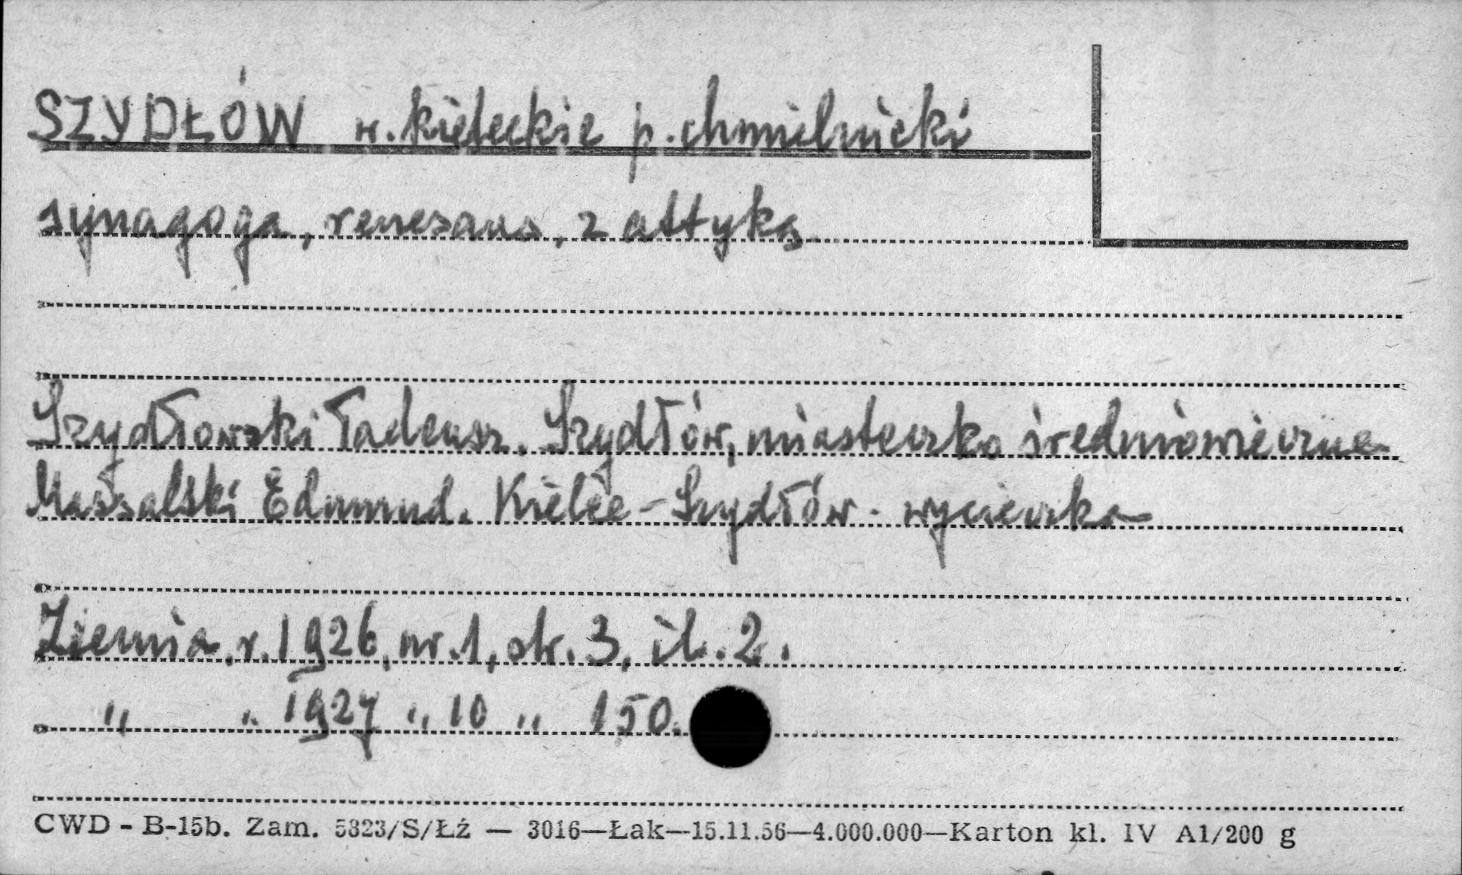 SZYDŁÓW w. kieleckie p. chmielnicki
synagoga, renesans, z attyką
Szydłowski Tadeusz. Szydłów, miasteczko średniowieczne
Massalski Edmund. Kielce - Szydłów - wycieczka
Ziemia, r. 1926, nr. 1, str. 3, il. 2.
" " 1927 " 10 " 150.
CWD - B-15b. Zam. 5323/S/Łź — 3016—Łak—15.11.56—4.000.000—Karton kl. IV A1/200 g